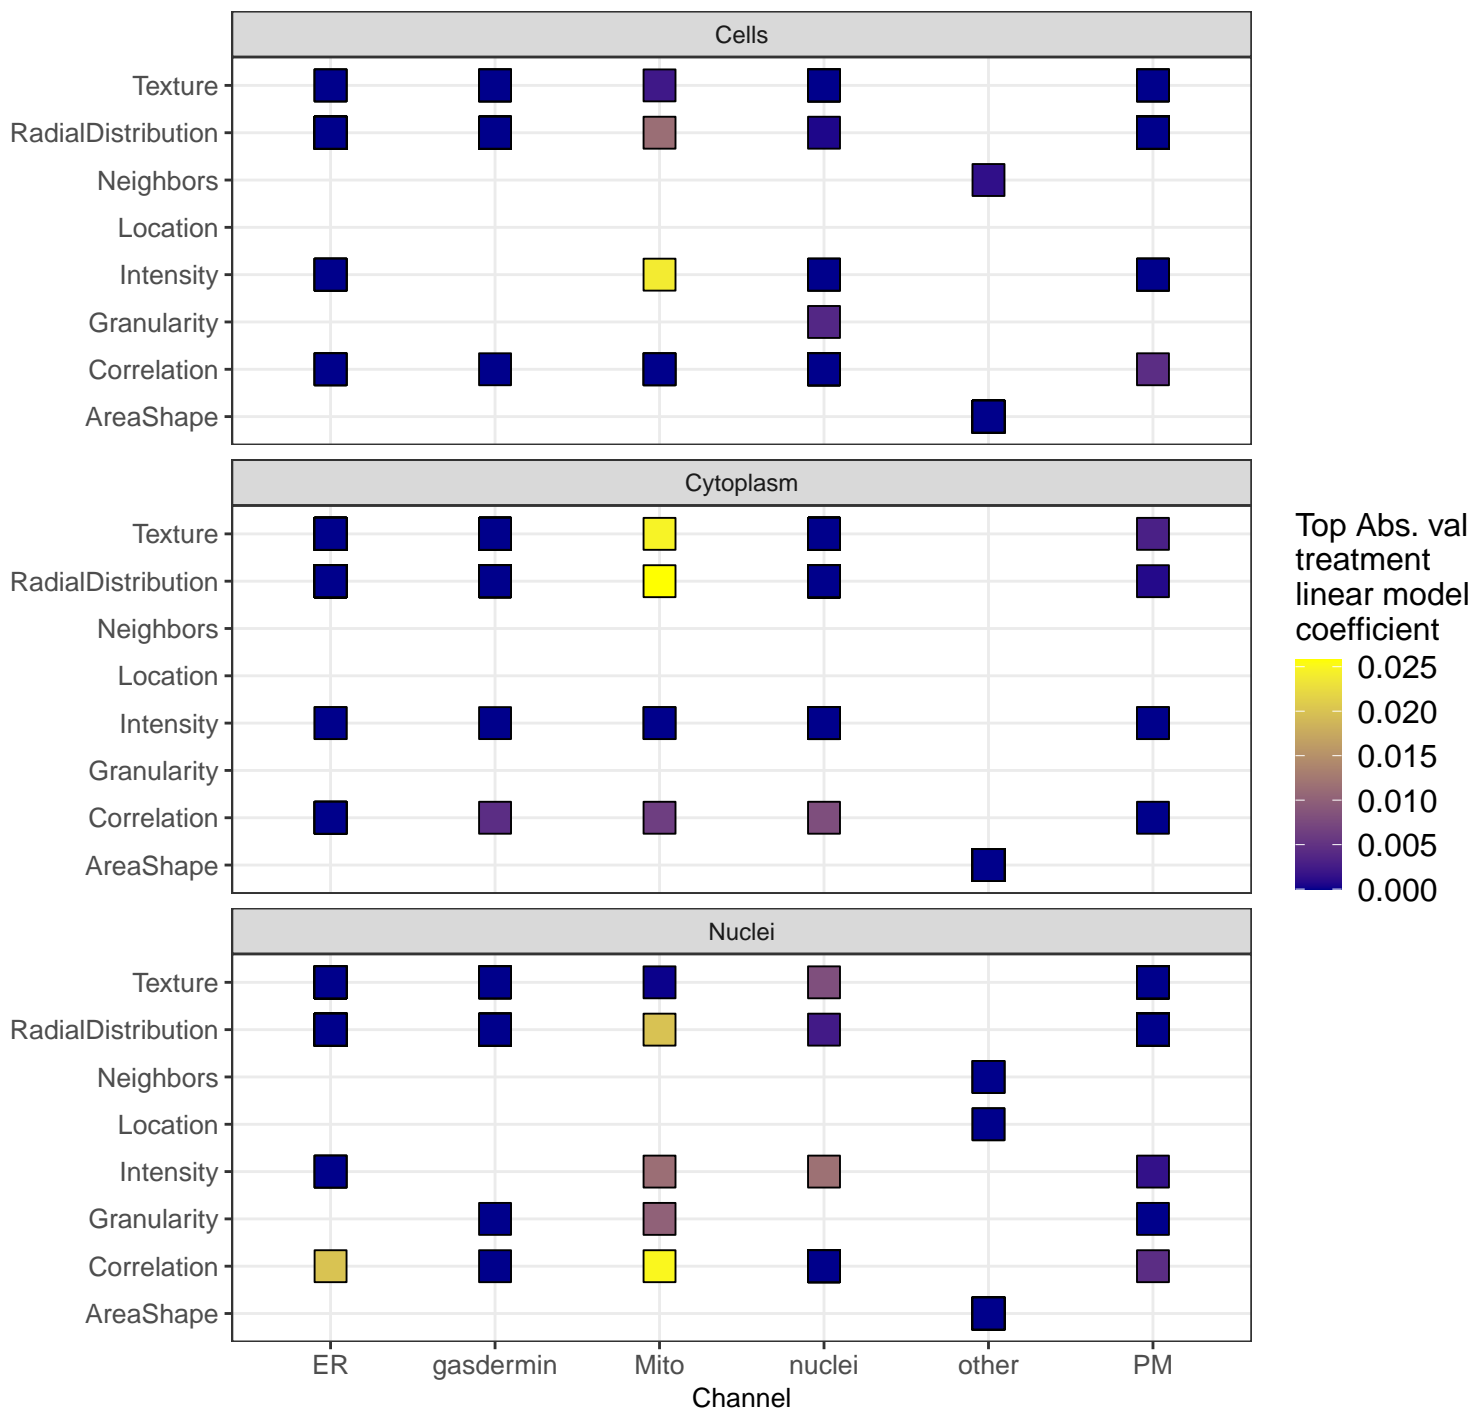 Cells
Texture
RadialDistribution
Neighbors
Location
Intensity
Granularity
Correlation
AreaShape
Cytoplasm
Texture
RadialDistribution
Neighbors
Location
Intensity
Granularity
Correlation
AreaShape
Nuclei
Texture
RadialDistribution
Neighbors
Location
Intensity
Granularity
Correlation
AreaShape
ER gasdermin Mito nuclei other PM
Channel
Top Abs. val
treatment
linear model
coefficient
0.025
0.020
0.015
0.010
0.005
0.000